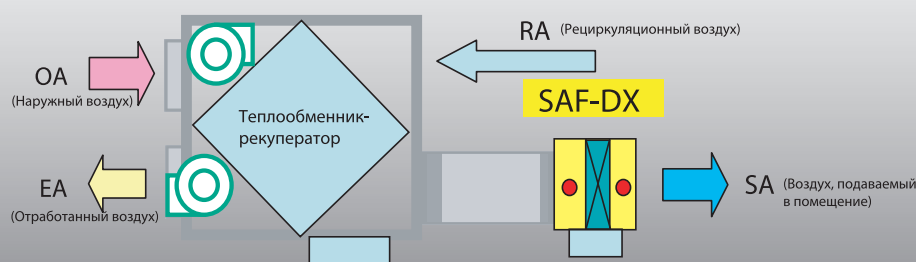 RA (Рециркуляционный воздух)
OA
(Наружный воздух)
SAF-DX
Теплообменник-
рекуператор
EA
(Отработанный воздух)
SA (Воздух, подаваемый
в помещение)